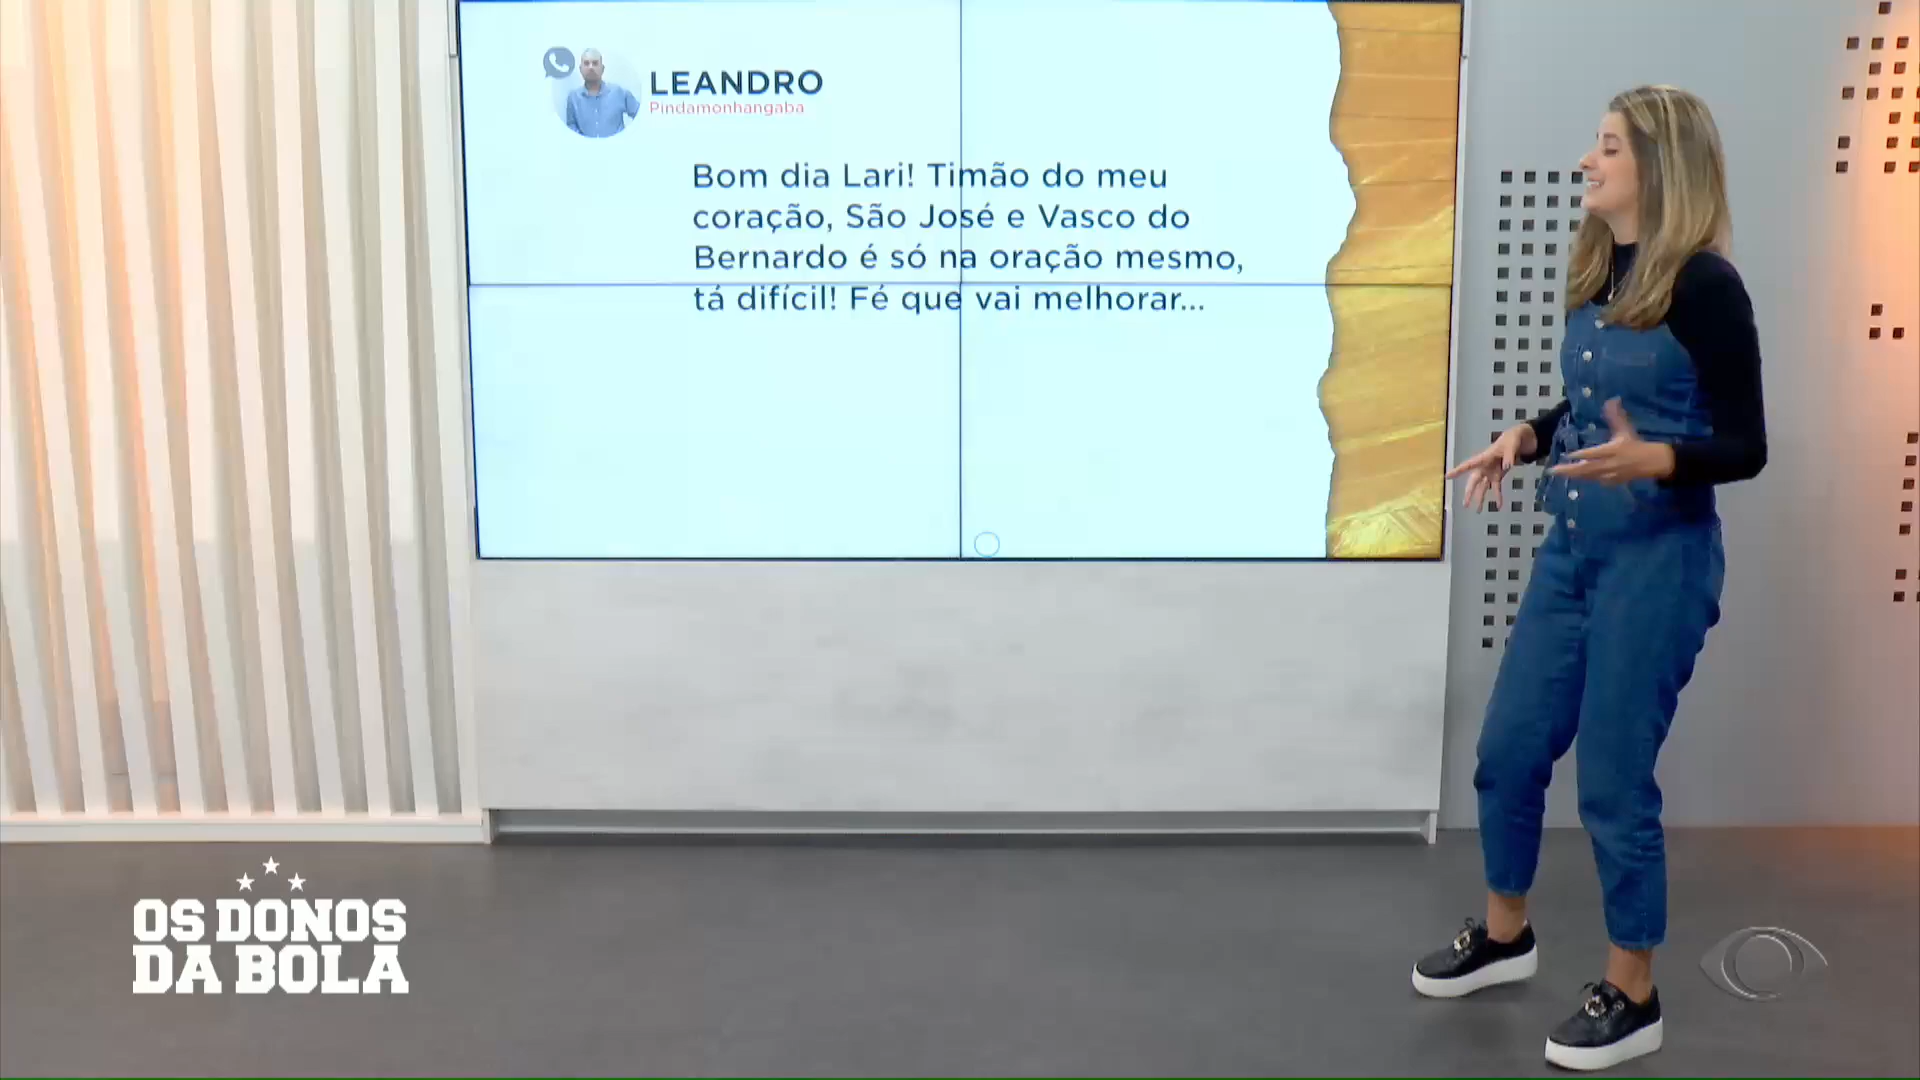 LEANDRO
Pindamonhangaba
Bom dia Lari! Timão do meu
coração, São José e Vasco do
Bernardo é só na oração mesmo,
tá difícil! Fé que vai melhorar...
OS DONOS
DA BOLA